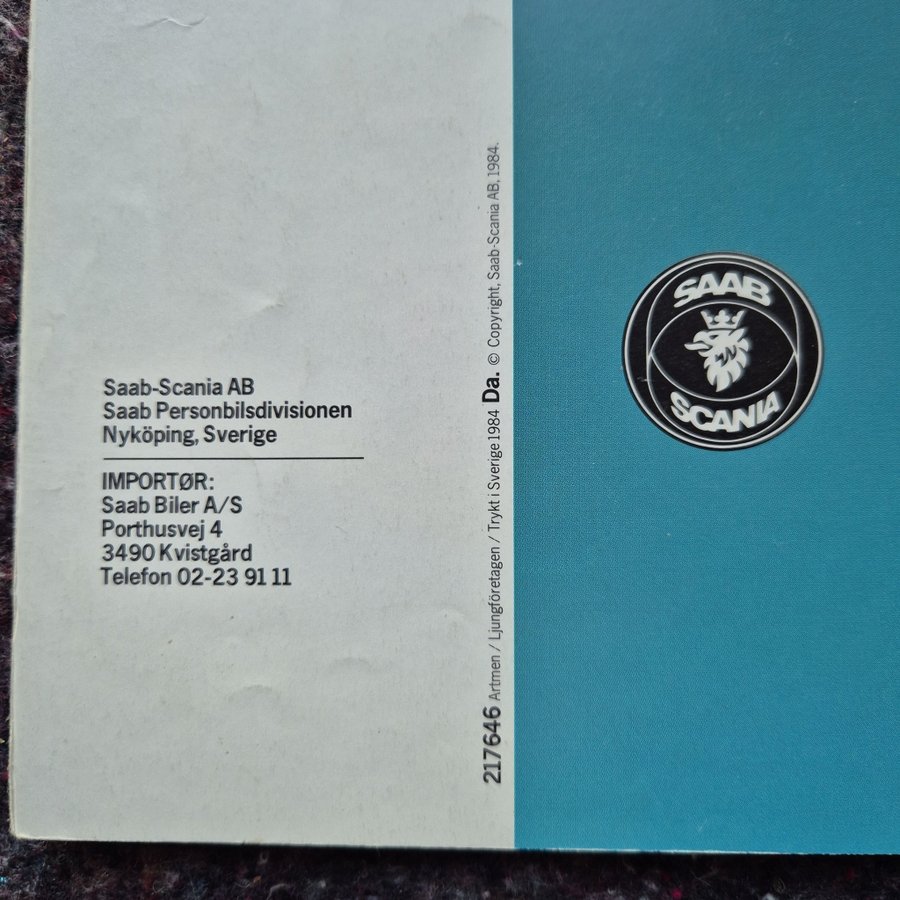 Saab-Scania AB
Saab Personbilsdivisionen
Nyköping, Sverige
IMPORTØR:
Saab Biler A/S
Porthusvej 4
3490 Kvistgård
Telefon 02-23 91 11
217646 Artmen / Ljungföretagen / Trykt i Sverige 1984 Da. © Copyright, Saab-Scania AB, 1984.
SAAB
SCANIA